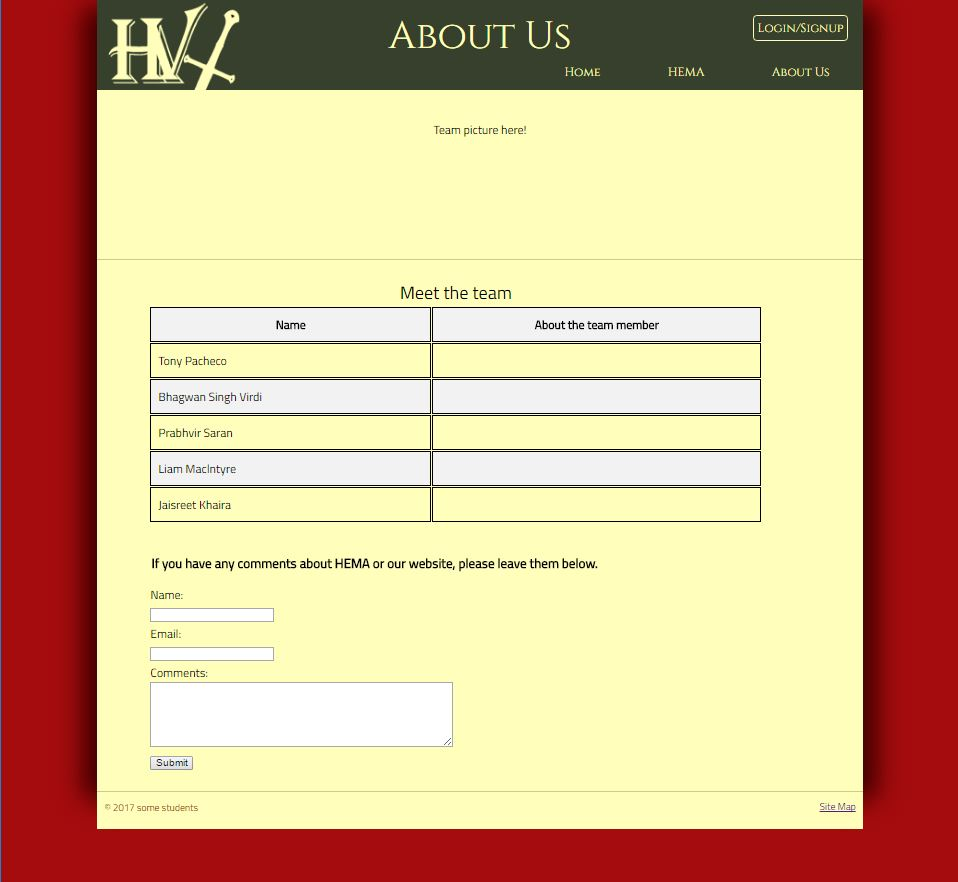 HV
About Us
Login/Signup
Home HEMA About Us
Team picture here!
Meet the team
Name About the team member
Tony Pacheco
Bhagwan Singh Virdi
Prabhvir Saran
Liam MacIntyre
Jaisreet Khaira
If you have any comments about HEMA or our website, please leave them below.
Name:
Email:
Comments:
Submit
© 2017 some students Site Map